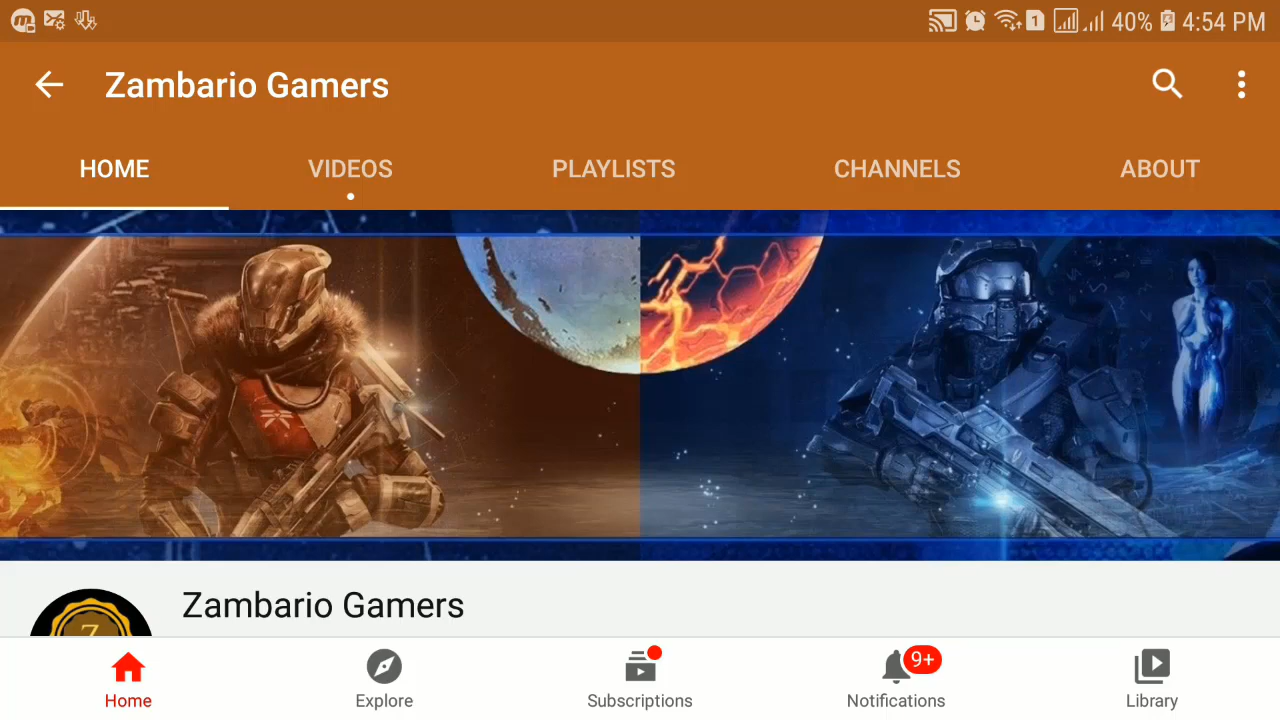 1 40% 4:54 PM
Zambario Gamers
HOME VIDEOS PLAYLISTS CHANNELS ABOUT
Zambario Gamers
Z
9+
Home Explore Subscriptions Notifications Library